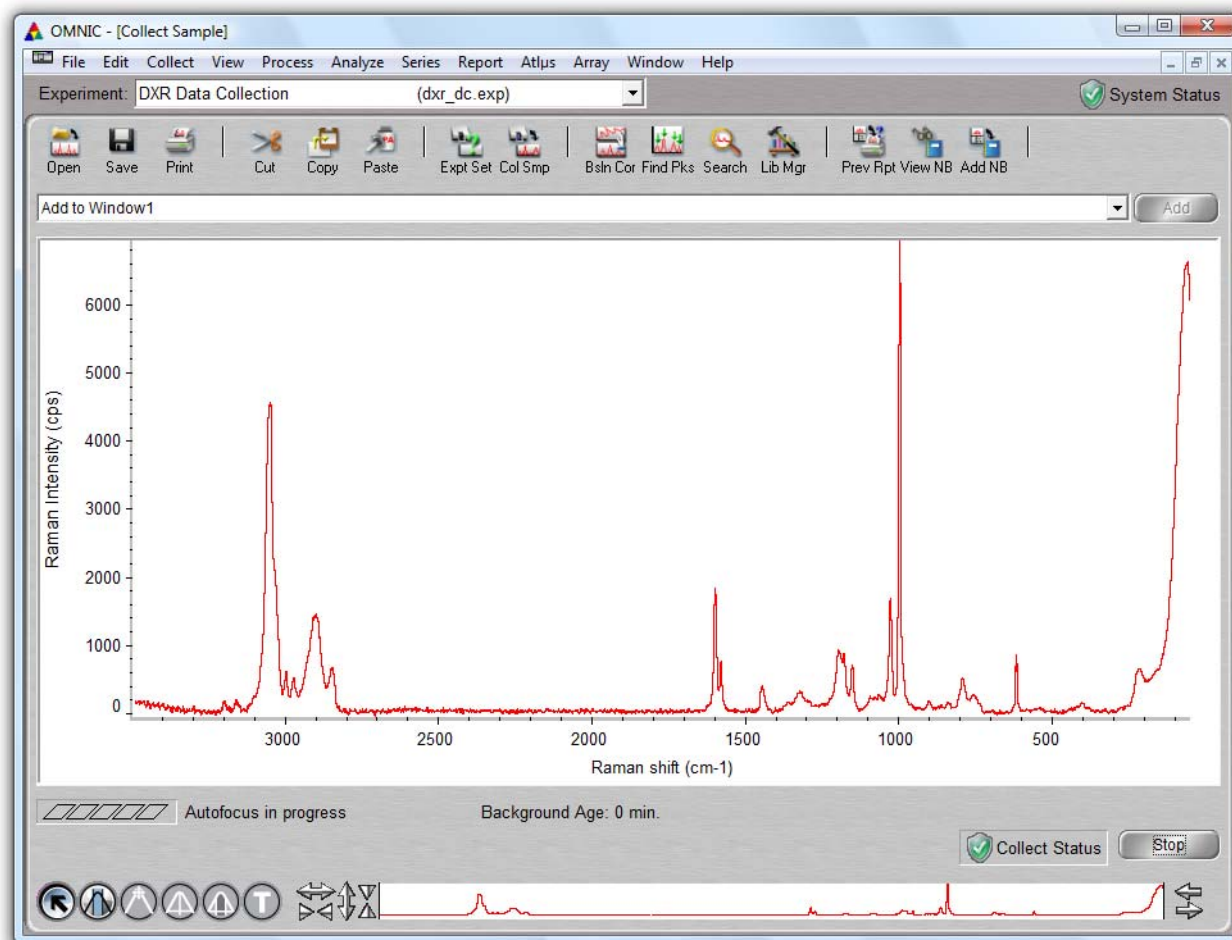 OMNIC - [Collect Sample]
File Edit Collect View Process Analyze Series Report Atlµs Array Window Help
Experiment: DXR Data Collection (dxr_dc.exp) System Status
Open Save Print Cut Copy Paste Expt Set Col Smp Bsln Cor Find Pks Search Lib Mgr Prev Rpt View NB Add NB
Add to Window1 Add
6000
5000
4000
3000
2000
1000
0
Raman Intensity (cps)
3000 2500 2000 1500 1000 500
Raman shift (cm-1)
Autofocus in progress Background Age: 0 min.
Collect Status Stop
T